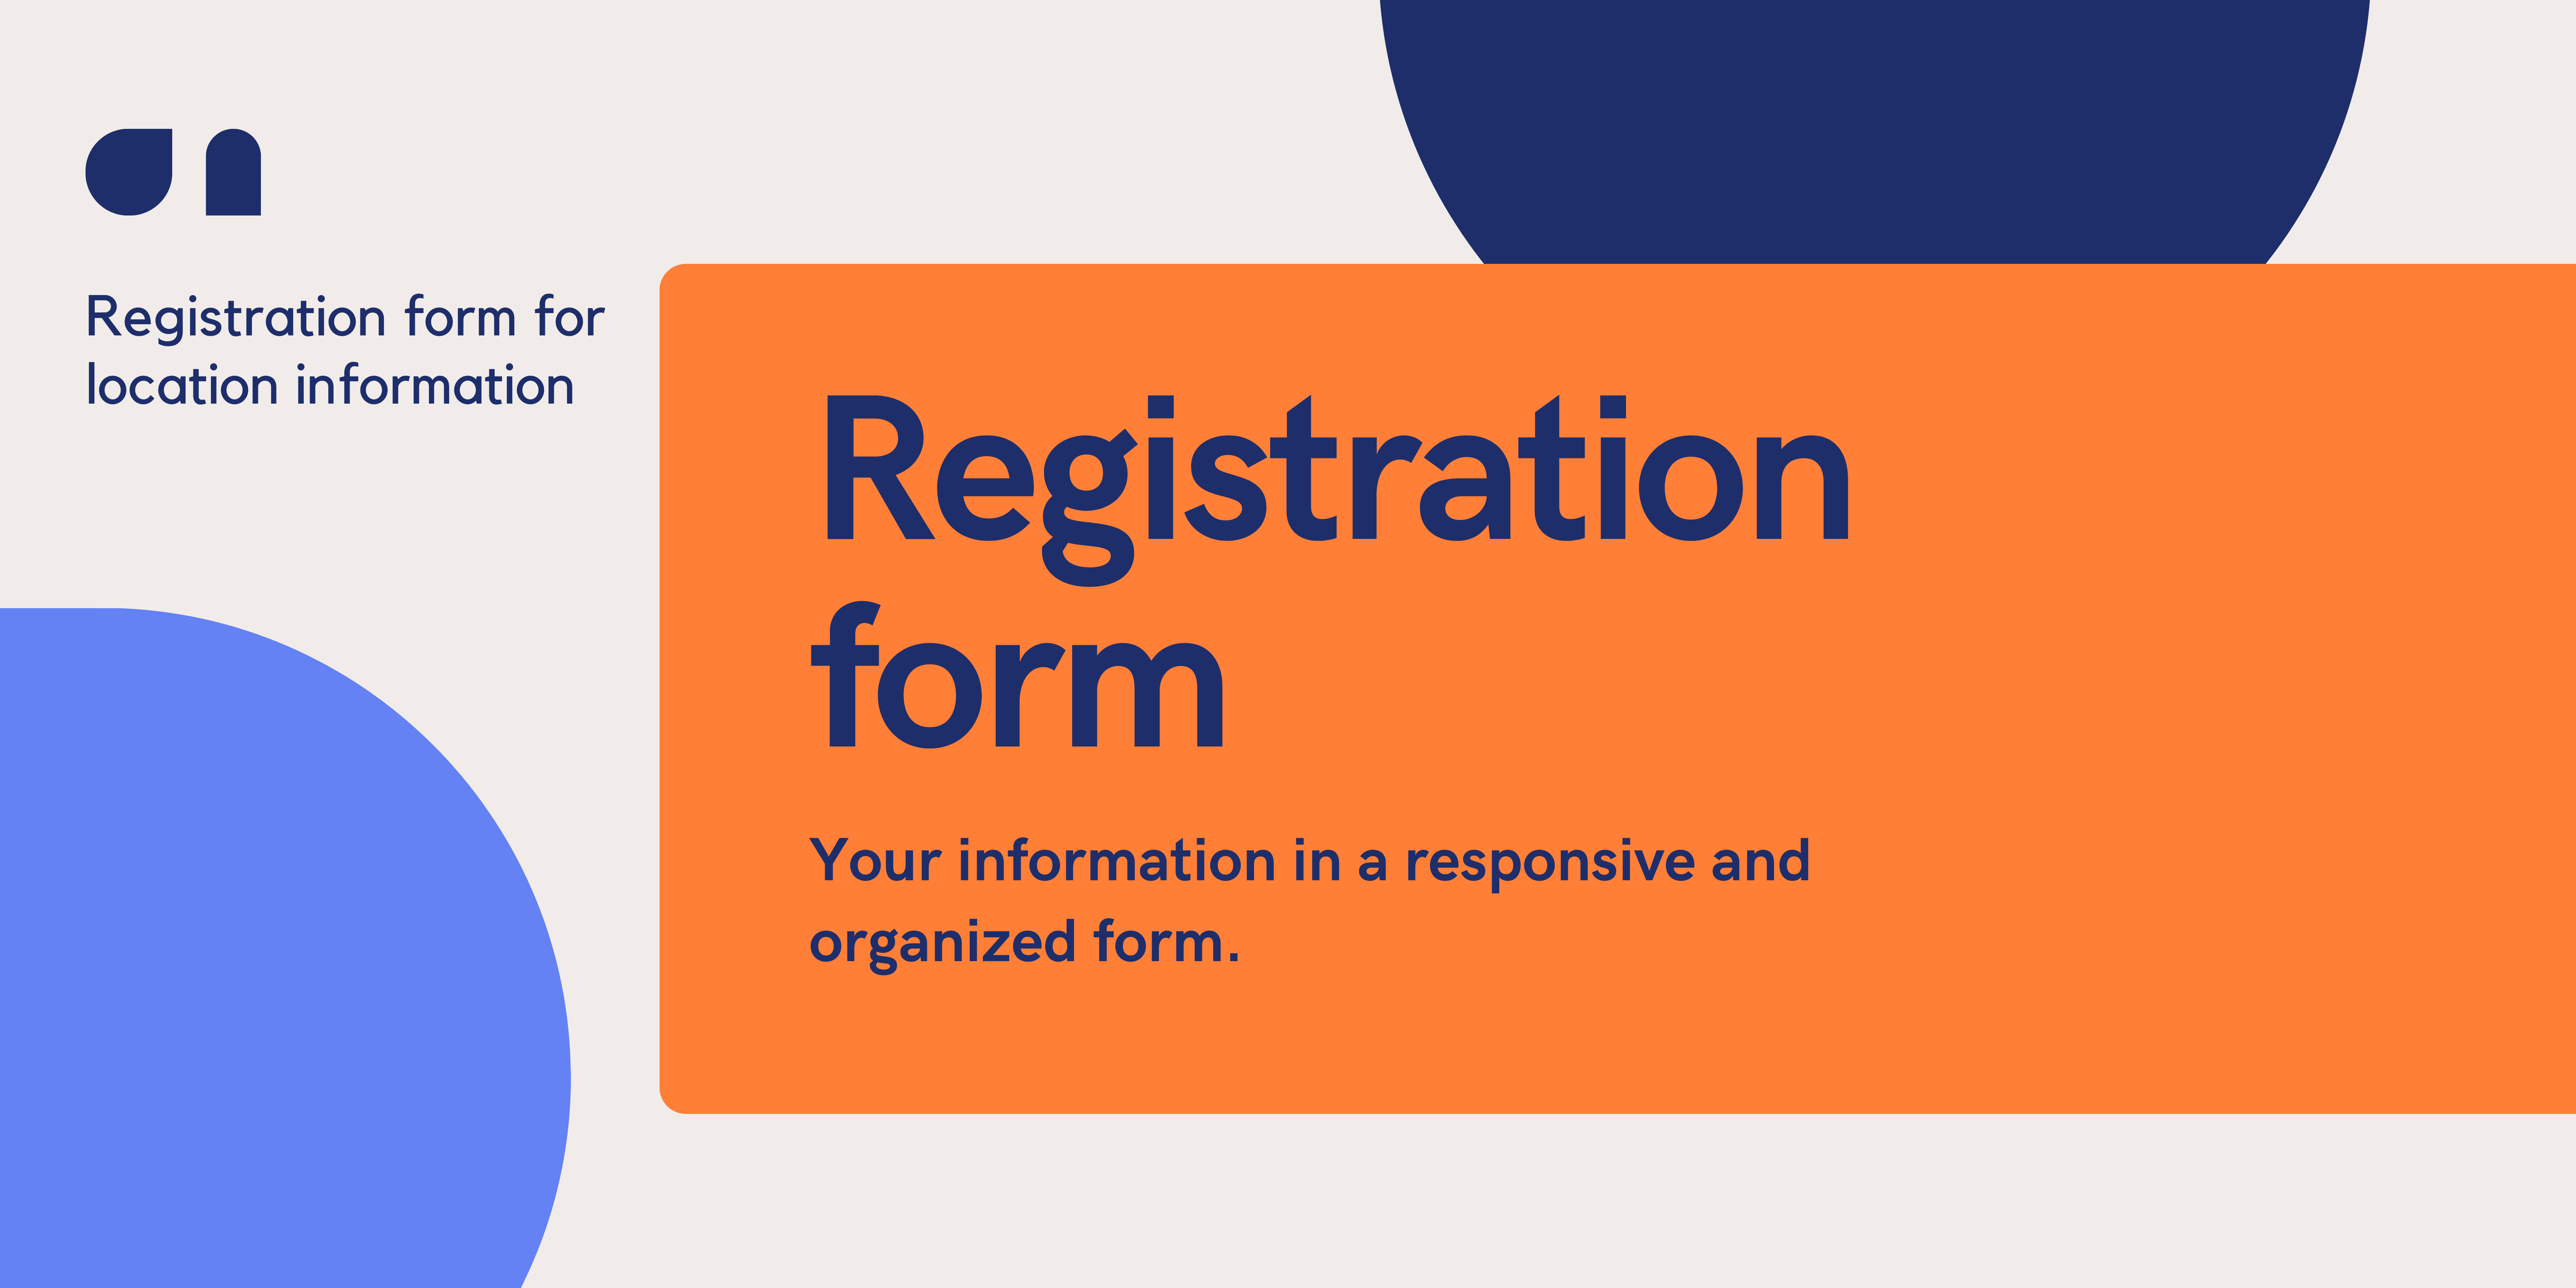 Registration form for
location information
Registration
form
Your information in a responsive and
organized form.